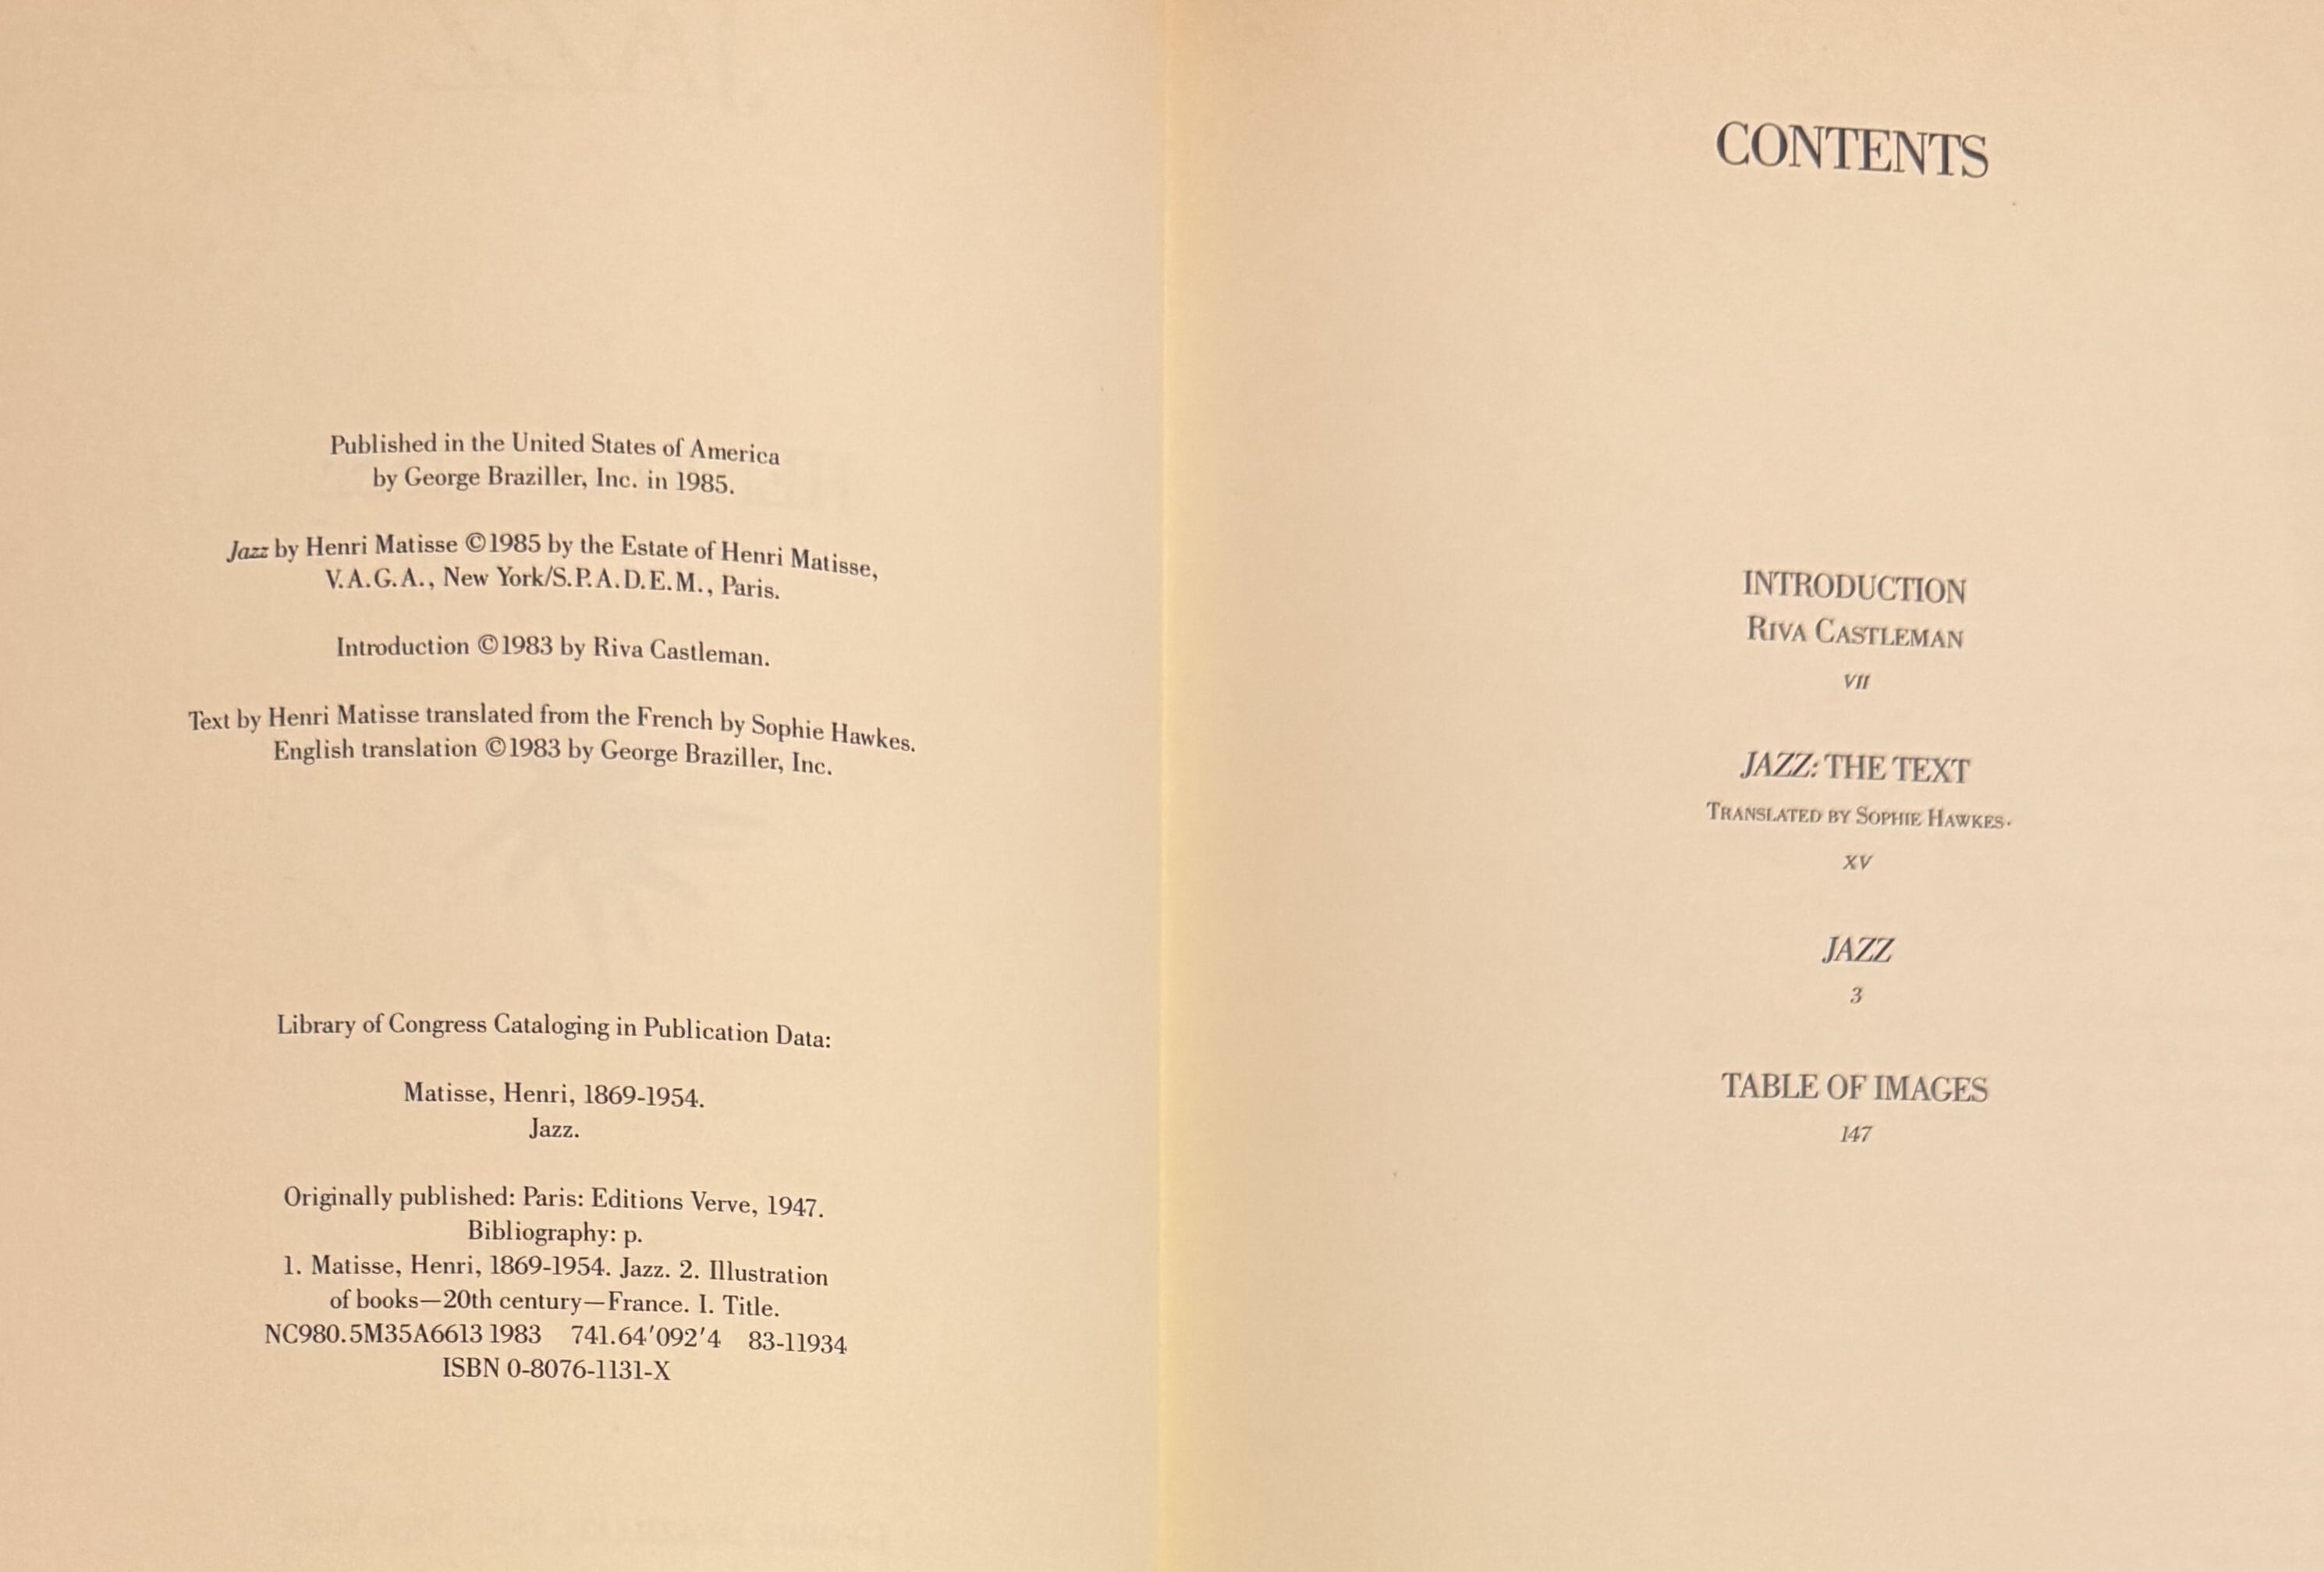 Published in the United States of America
by George Braziller, Inc. in 1985.
Jazz by Henri Matisse ©1985 by the Estate of Henri Matisse,
V.A.G.A., New York/S.P.A.D.E.M., Paris.
Introduction ©1983 by Riva Castleman.
Text by Henri Matisse translated from the French by Sophie Hawkes.
English translation ©1983 by George Braziller, Inc.
Library of Congress Cataloging in Publication Data:
Matisse, Henri, 1869-1954.
Jazz.
Originally published: Paris: Editions Verve, 1947.
Bibliography: p.
1. Matisse, Henri, 1869-1954. Jazz. 2. Illustration
of books—20th century—France. I. Title.
NC980.5M35A6613 1983 741.64′092′4 83-11934
ISBN 0-8076-1131-X
CONTENTS
INTRODUCTION
RIVA CASTLEMAN
VII
JAZZ: THE TEXT
TRANSLATED BY SOPHIE HAWKES.
XV
JAZZ
3
TABLE OF IMAGES
147